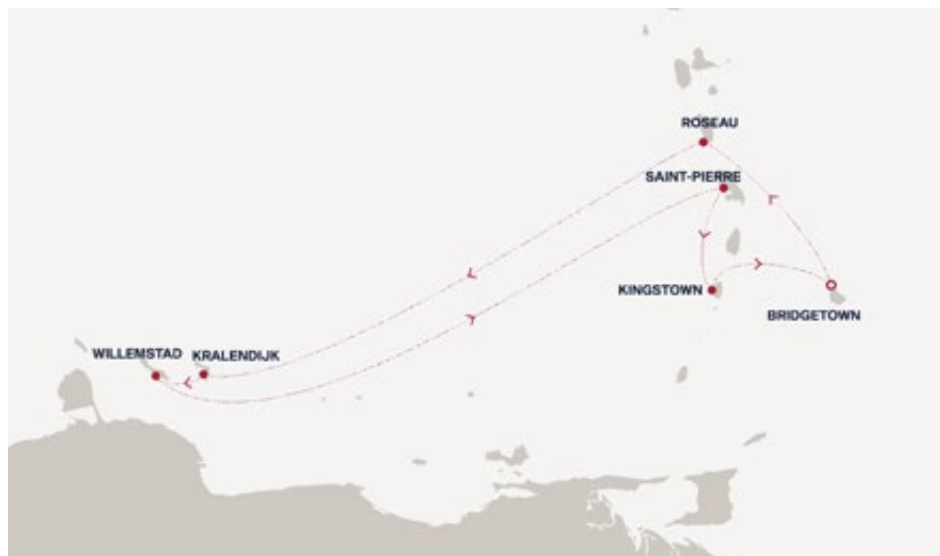 ROSEAU
SAINT-PIERRE
KINGSTOWN
BRIDGETOWN
WILLEMSTAD
KRALENDIJK